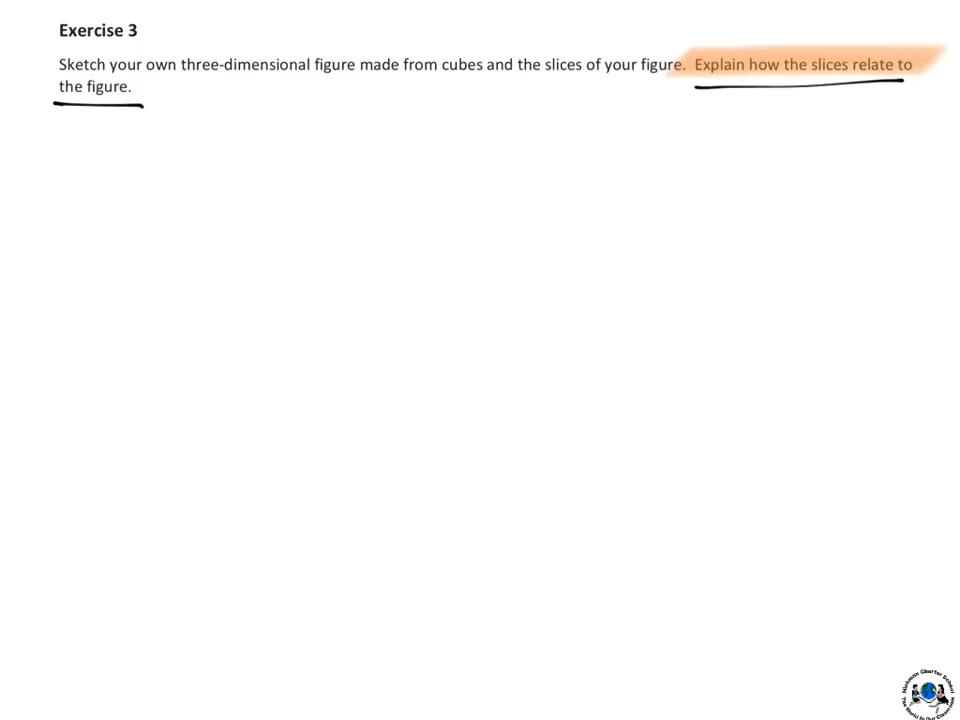 Exercise 3
Sketch your own three-dimensional figure made from cubes and the slices of your figure. Explain how the slices relate to
the figure.